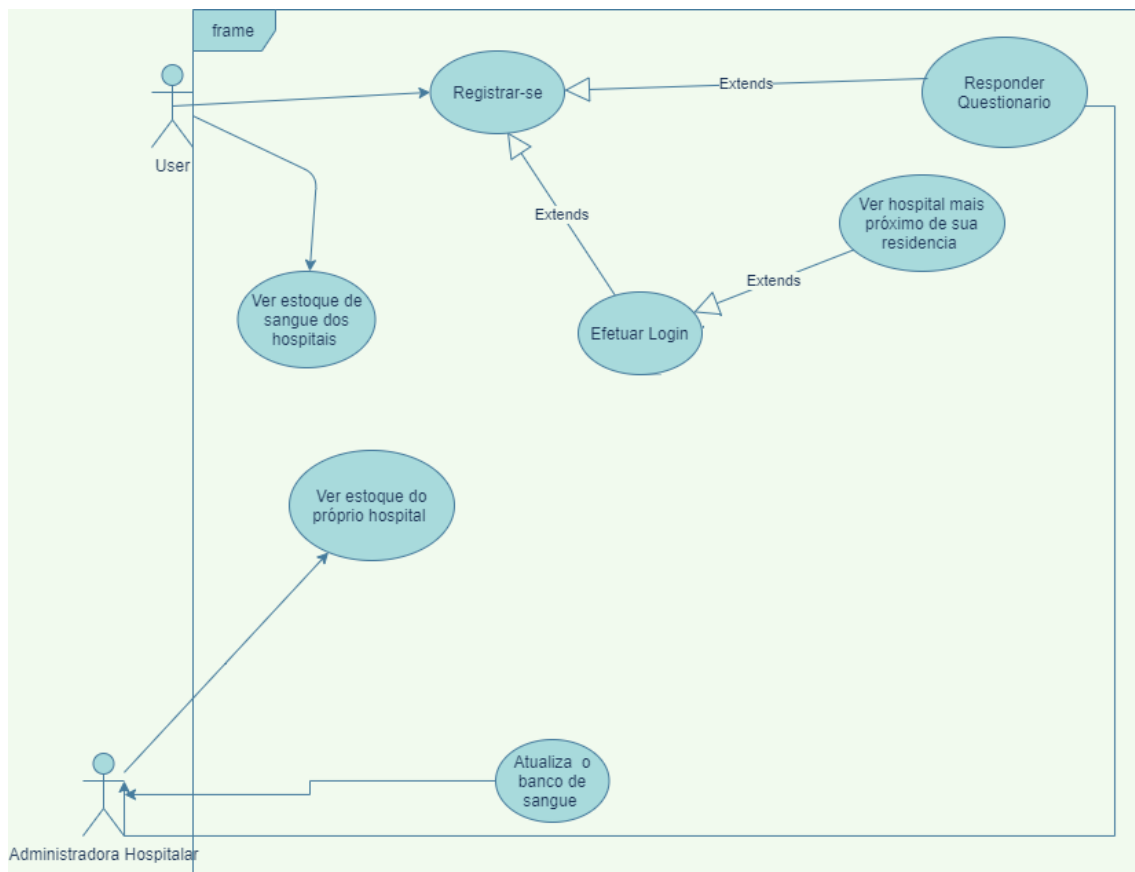 frame
User
Registrar-se
Extends
Responder
Questionario
Extends
Ver hospital mais
próximo de sua
residencia
Extends
Ver estoque de
sangue dos
hospitais
Efetuar Login
Ver estoque do
próprio hospital
Atualiza o
banco de
sangue
Administradora Hospitalar